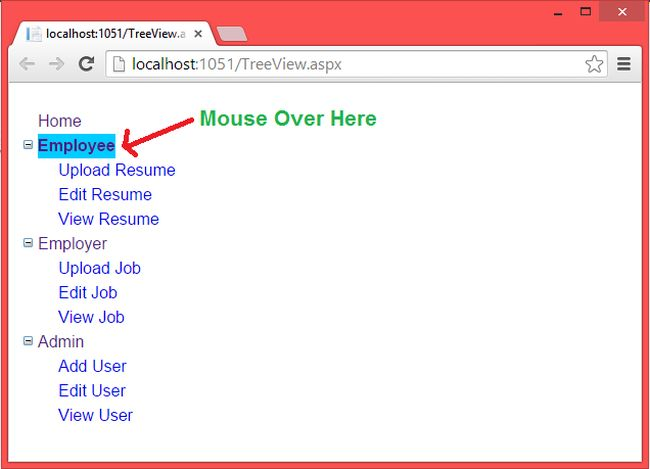 localhost:1051/TreeView.a
localhost:1051/TreeView.aspx
Home
Mouse Over Here
Employee
Upload Resume
Edit Resume
View Resume
Employer
Upload Job
Edit Job
View Job
Admin
Add User
Edit User
View User